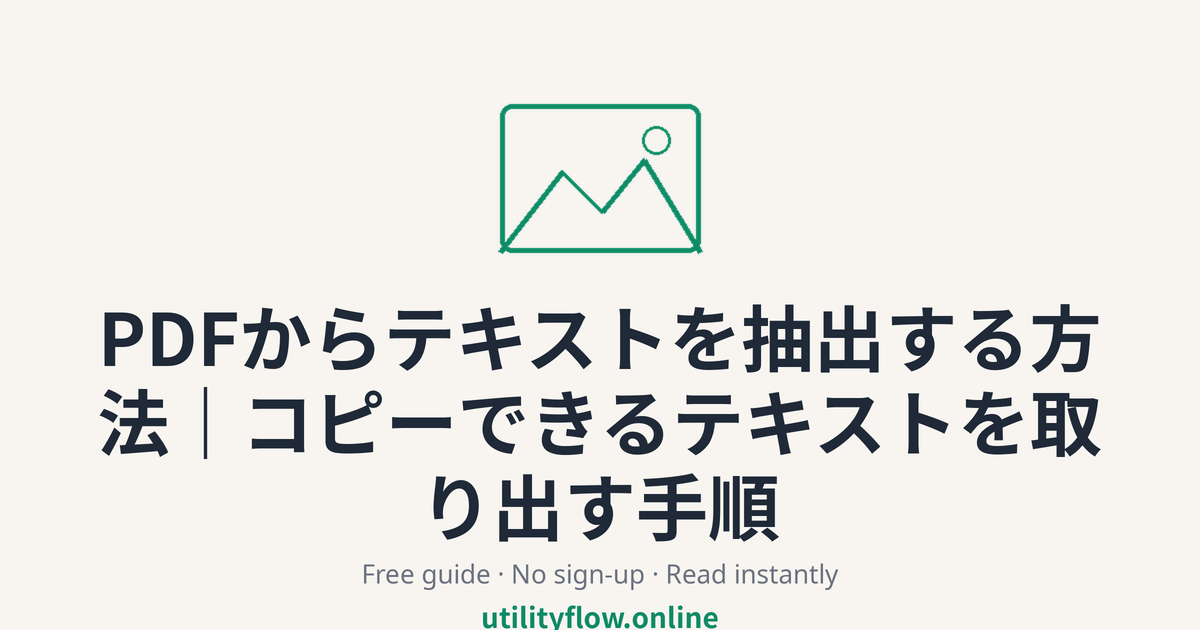 PDFからテキストを抽出する方
法｜コピーできるテキストを取
り出す手順
Free guide · No sign-up · Read instantly
utilityflow.online